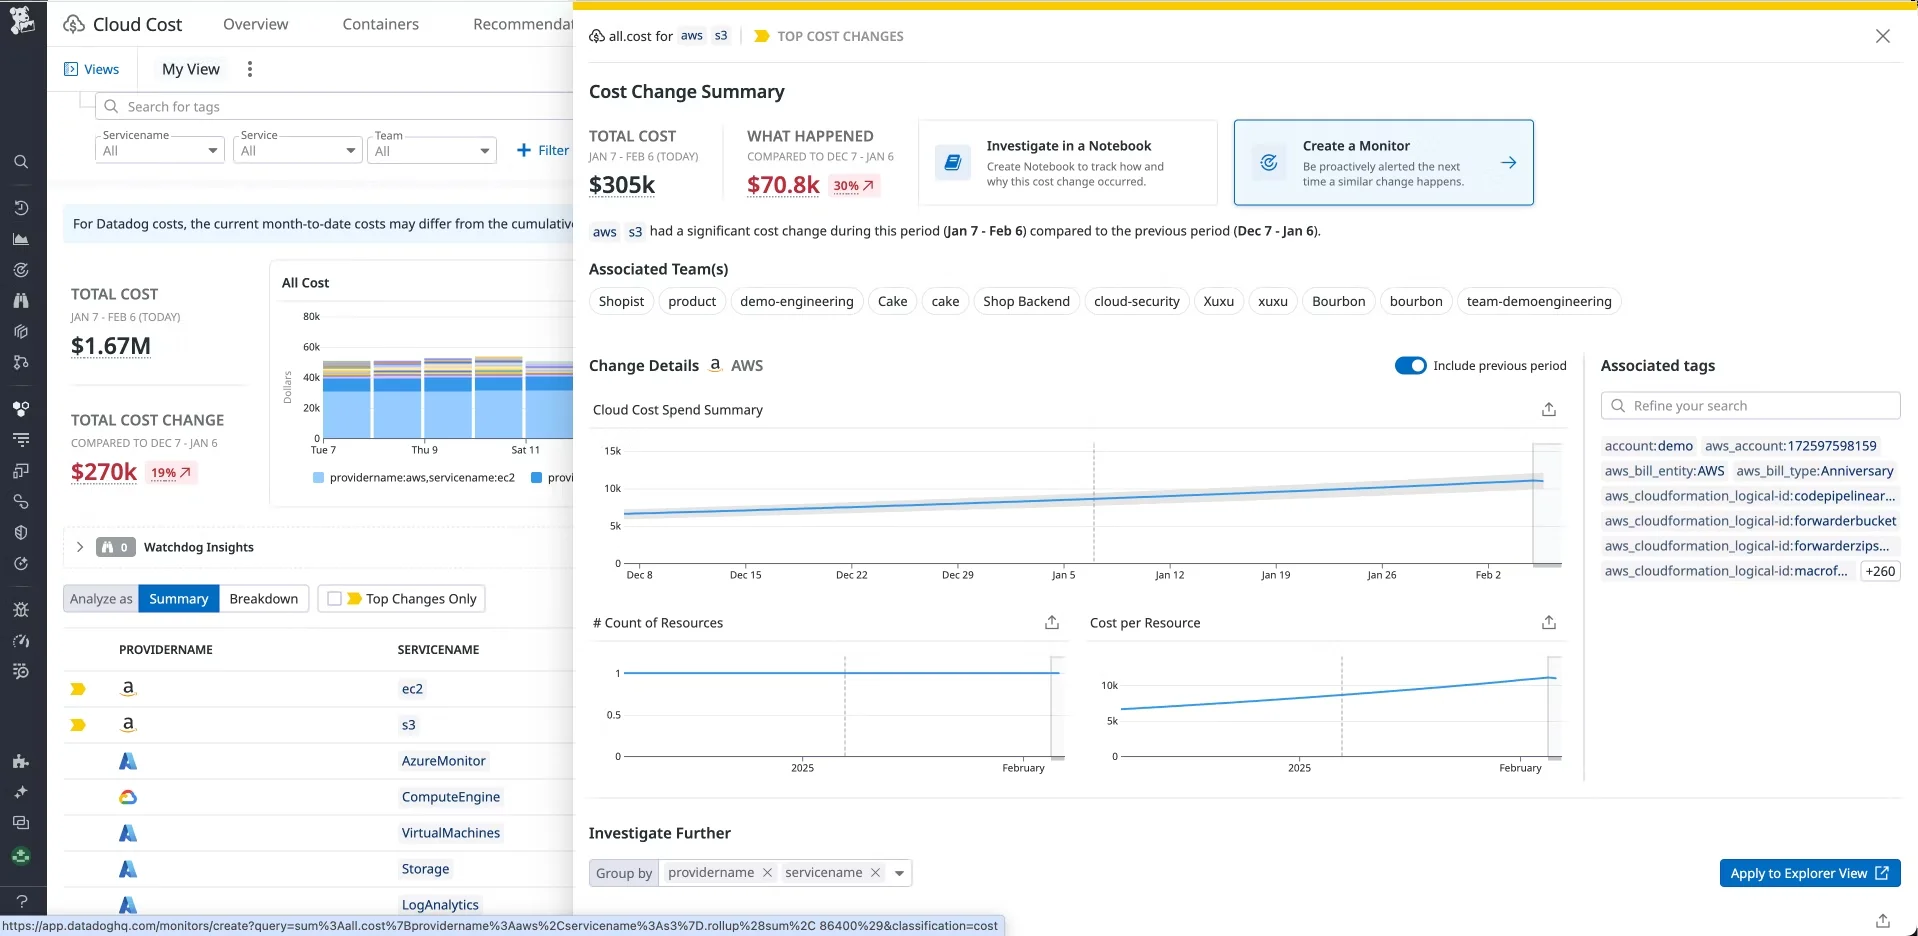 Cloud Cost
Overview
Containers
Recommendat
Views
My View
Search for tags
Servicename
All
Service
All
Team
All
Filter
For Datadog costs, the current month-to-date costs may differ from the cumulative
TOTAL COST
JAN 7 - FEB 6 (TODAY)
$1.67M
TOTAL COST CHANGE
COMPARED TO DEC 7 - JAN 6
$270k 19%
All Cost
Dollars
80k
60k
40k
20k
0
Tue 7 Thu 9 Sat 11
providername:aws,servicename:ec2 provi
0 Watchdog Insights
Analyze as Summary Breakdown Top Changes Only
PROVIDERNAME SERVICENAME
ec2
s3
AzureMonitor
ComputeEngine
VirtualMachines
Storage
LogAnalytics
all.cost for aws s3 TOP COST CHANGES
Cost Change Summary
TOTAL COST
JAN 7 - FEB 6 (TODAY)
$305k
WHAT HAPPENED
COMPARED TO DEC 7 - JAN 6
$70.8k 30%
Investigate in a Notebook
Create Notebook to track how and
why this cost change occurred.
Create a Monitor
Be proactively alerted the next
time a similar change happens.
aws s3 had a significant cost change during this period (Jan 7 - Feb 6) compared to the previous period (Dec 7 - Jan 6).
Associated Team(s)
Shopist product demo-engineering Cake cake Shop Backend cloud-security Xuxu xuxu Bourbon bourbon team-demoengineering
Change Details a AWS
Include previous period
Cloud Cost Spend Summary
15k
10k
5k
0
Dec 8 Dec 15 Dec 22 Dec 29 Jan 5 Jan 12 Jan 19 Jan 26 Feb 2
# Count of Resources
1
0.5
0
2025 February
Cost per Resource
10k
5k
0
2025 February
Associated tags
Refine your search
account:demo aws_account:172597598159
aws_bill_entity:AWS aws_bill_type:Anniversary
aws_cloudformation_logical-id:codepipelinear...
aws_cloudformation_logical-id:forwarderbucket
aws_cloudformation_logical-id:forwarderzips...
aws_cloudformation_logical-id:macrof... +260
Investigate Further
Group by providername servicename
Apply to Explorer View
https://app.datadoghq.com/monitors/create?query=sum%3Aall.cost%7Bprovidername%3Aaws%2Cservicename%3As3%7D.rollup%28sum%2C 86400%29&classification=cost